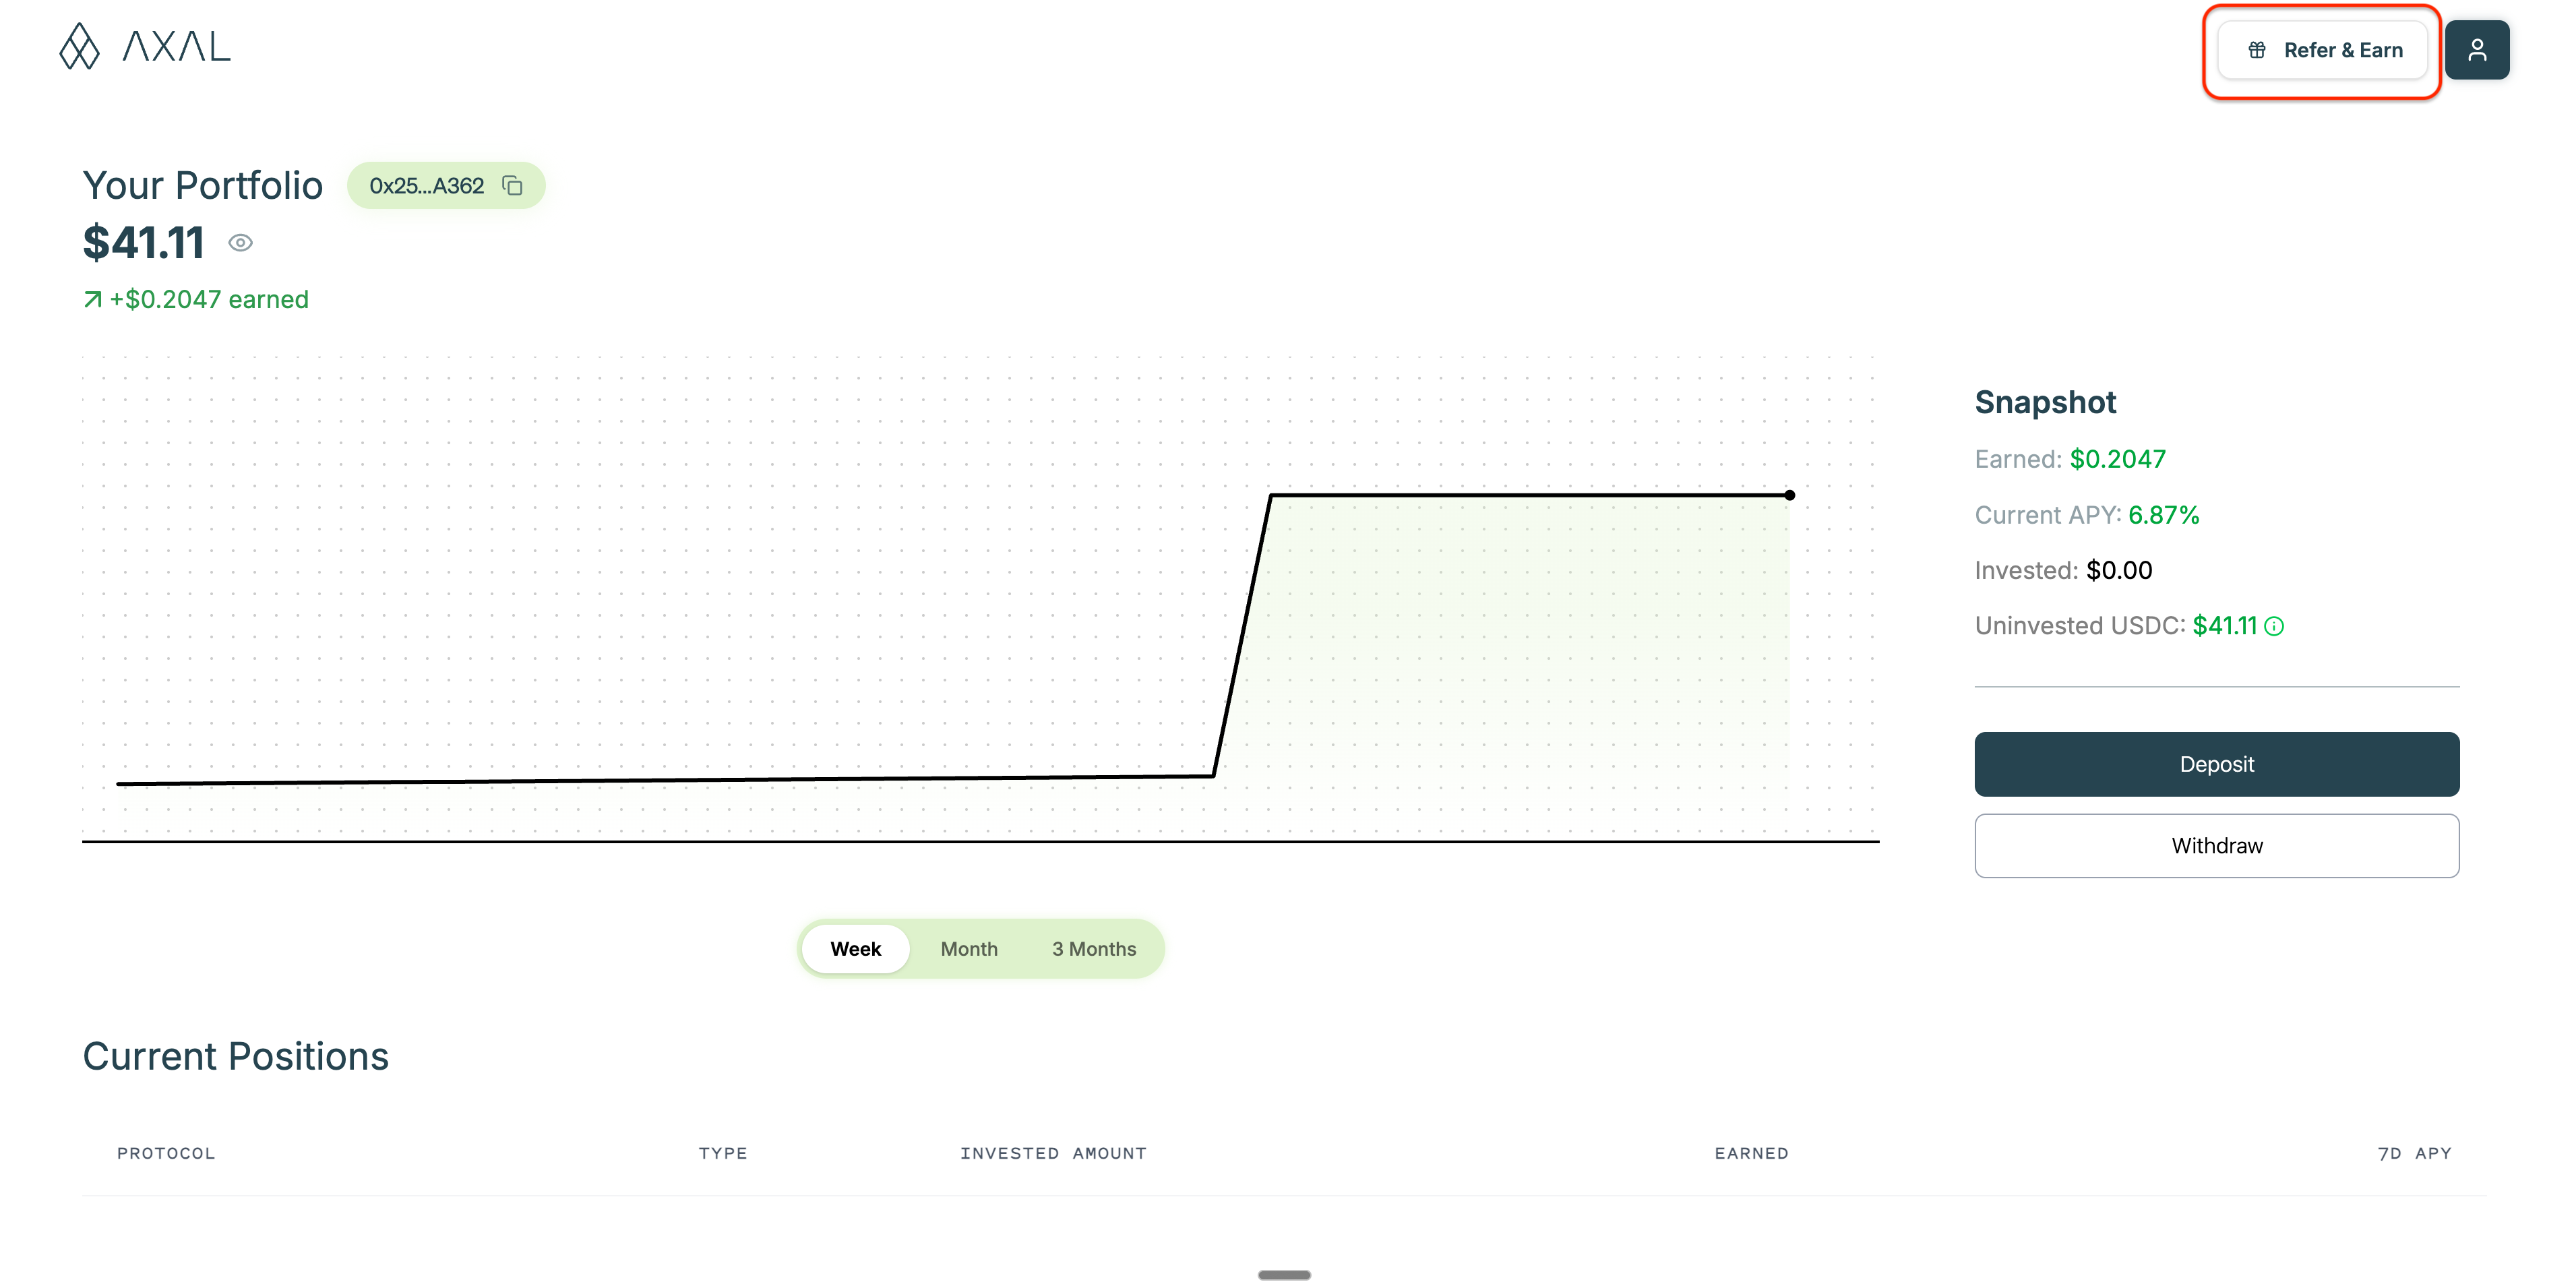 AXAL
Refer & Earn
Your Portfolio
0x25...A362
$41.11
+$0.2047 earned
Snapshot
Earned: $0.2047
Current APY: 6.87%
Invested: $0.00
Uninvested USDC: $41.11
Deposit
Withdraw
Week
Month
3 Months
Current Positions
PROTOCOL
TYPE
INVESTED AMOUNT
EARNED
7D APY